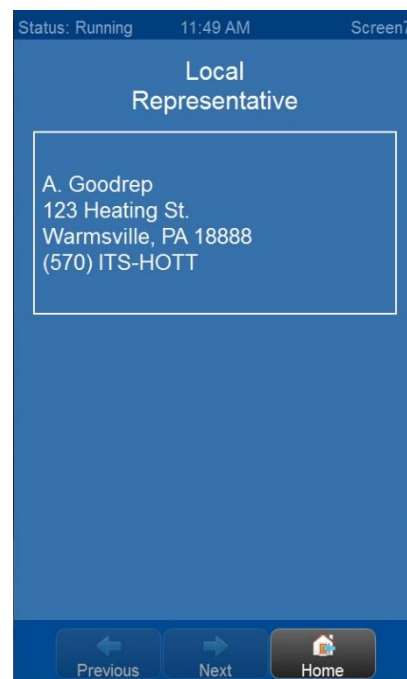 Status: Running 11:49 AM Screen7
Local
Representative
A. Goodrep
123 Heating St.
Warmsville, PA 18888
(570) ITS-HOTT
Previous Next Home